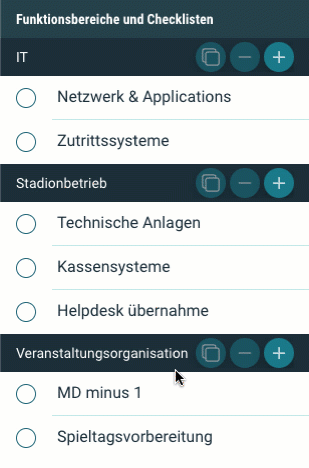 Funktionsbereiche und Checklisten
IT
Netzwerk & Applications
Zutrittssysteme
Stadionbetrieb
Technische Anlagen
Kassensysteme
Helpdesk übernahme
Veranstaltungsorganisation
MD minus 1
Spieltagsvorbereitung